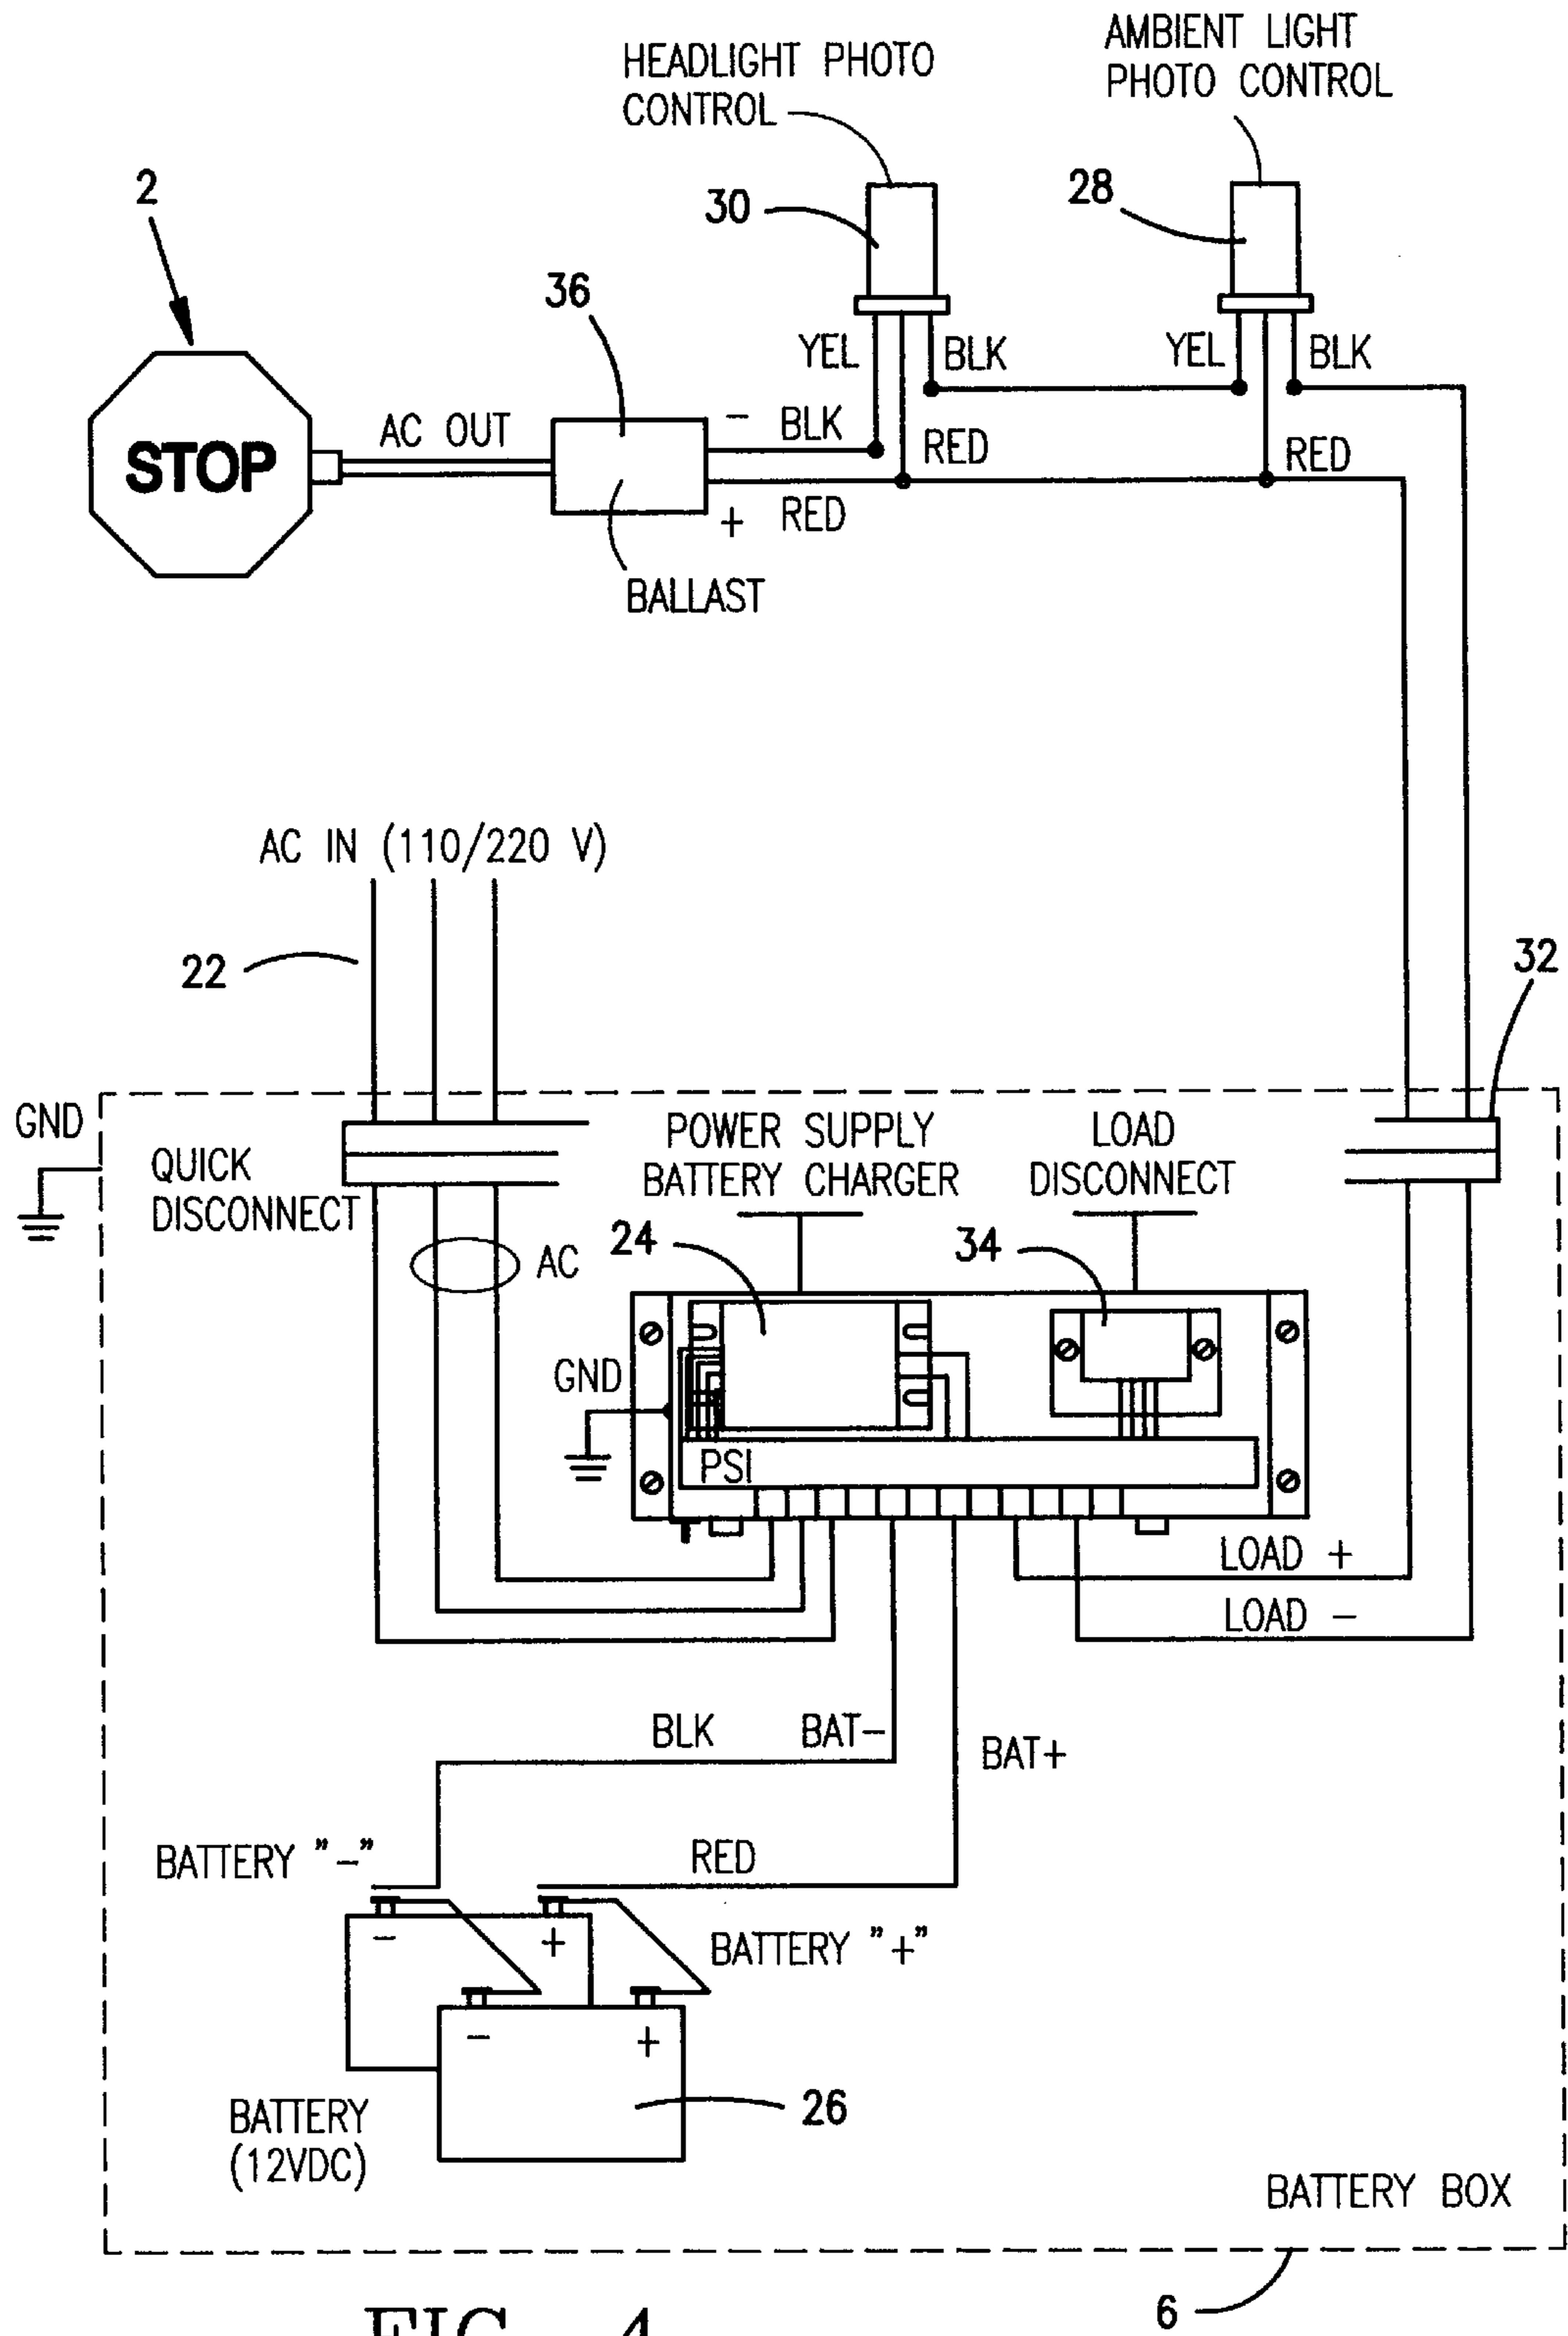 HEADLIGHT PHOTO
CONTROL
AMBIENT LIGHT
PHOTO CONTROL
2
30
28
36
YEL
BLK
YEL
BLK
STOP
AC OUT
-
BLK
RED
RED
+
RED
BALLAST
AC IN (110/220 V)
22
32
GND
QUICK
DISCONNECT
POWER SUPPLY
BATTERY CHARGER
LOAD
DISCONNECT
AC
24
34
GND
PSI
LOAD +
LOAD -
BLK
BAT-
BAT+
BATTERY "-"
RED
-
+
BATTERY "+"
-
+
BATTERY
(12VDC)
26
BATTERY BOX
6
FIG. 4